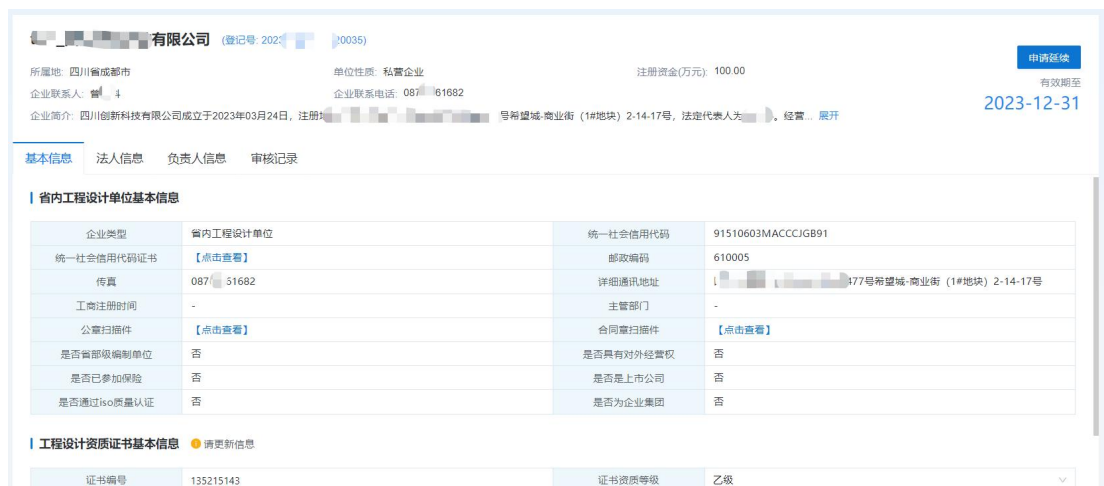 有限公司 (登记号: 202 20035)
申请延续
所属地: 四川省成都市 单位性质: 私营企业 注册资金(万元): 100.00
有效期至
企业联系人: 曾 企业联系电话: 087 61682
2023-12-31
企业简介: 四川创新科技有限公司成立于2023年03月24日，注册 号希望城-商业街（1#地块）2-14-17号，法定代表人为 。经营... 展开
基本信息 法人信息 负责人信息 审核记录
省内工程设计单位基本信息
企业类型 省内工程设计单位 统一社会信用代码 91510603MACCCJGB91
统一社会信用代码证书 【点击查看】 邮政编码 610005
传真 087 61682 详细通讯地址 477号希望城-商业街（1#地块）2-14-17号
工商注册时间 - 主管部门 -
公章扫描件 【点击查看】 合同章扫描件 【点击查看】
是否省部级编制单位 否 是否具有对外经营权 否
是否已参加保险 否 是否是上市公司 否
是否通过iso质量认证 否 是否为企业集团 否
工程设计资质证书基本信息 请更新信息
证书编号 135215143 证书资质等级 乙级